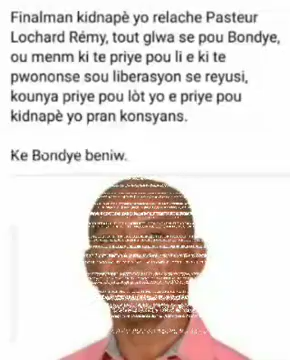 Finalman kidnapè yo relache Pasteur
Lochard Rémy, tout glwa se pou Bondye,
ou menm ki te priye pou li e ki te
pwononse sou liberasyon se reyusi,
kounya priye pou lòt yo e priye pou
kidnapè yo pran konsyans.
Ke Bondye beniw.